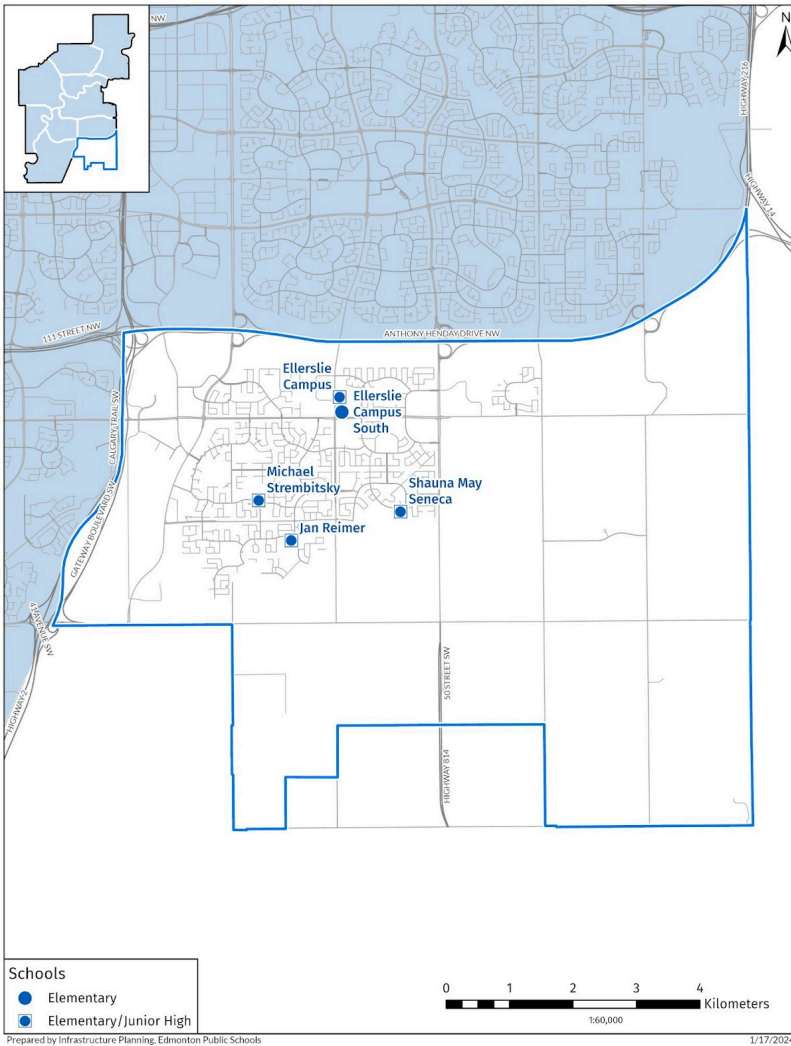 NW
N
HIGHWAY 216
HIGHWAY 14
111 STREET NW
ANTHONY HENDAY DRIVE NW
CALGARY TRAIL SW
GATEWAY BOULEVARD SW
Ellerslie
Campus
Ellerslie
Campus
South
Michael
Strembitsky
Shauna May
Seneca
Jan Reimer
41 AVENUE SW
HIGHWAY 2
50 STREET SW
HIGHWAY 814
Schools
Elementary
Elementary/Junior High
0 1 2 3 4
Kilometers
1:60,000
Prepared by Infrastructure Planning, Edmonton Public Schools
1/17/2024